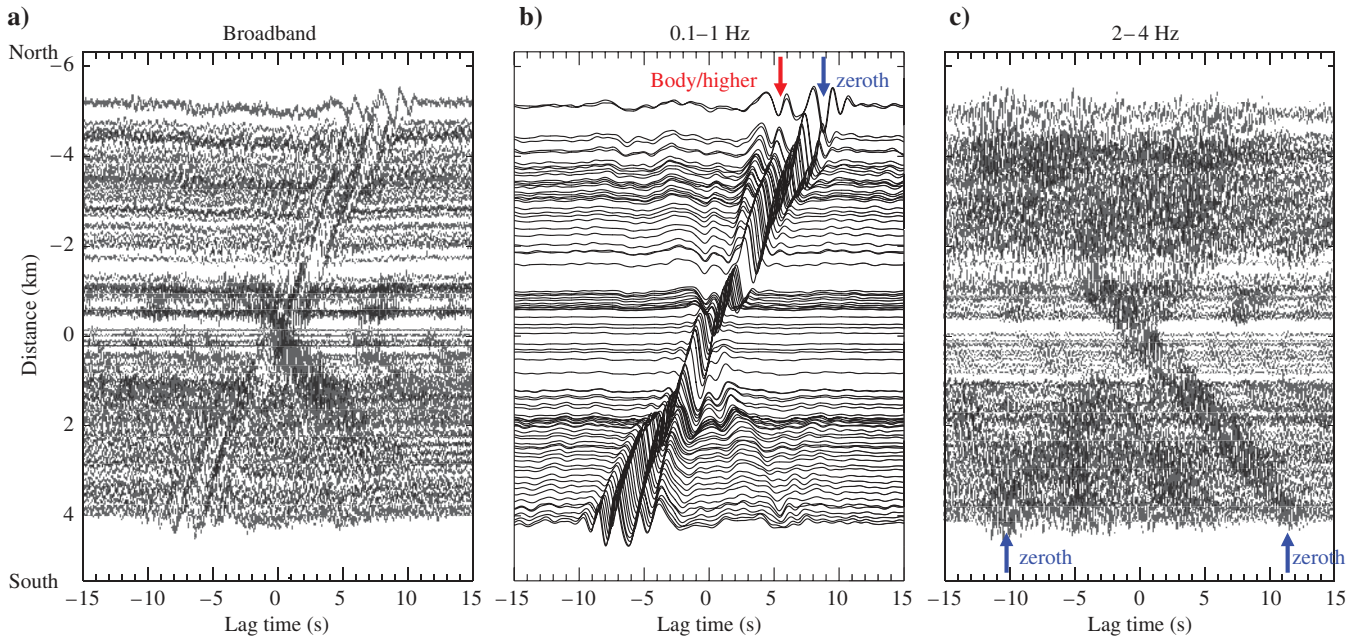 a)
Broadband
North
−6
−4
−2
0
2
4
South
Distance (km)
−15 −10 −5 0 5 10 15
Lag time (s)
b)
0.1–1 Hz
Body/higher
zeroth
−15 −10 −5 0 5 10 15
Lag time (s)
c)
2–4 Hz
zeroth
zeroth
−15 −10 −5 0 5 10 15
Lag time (s)